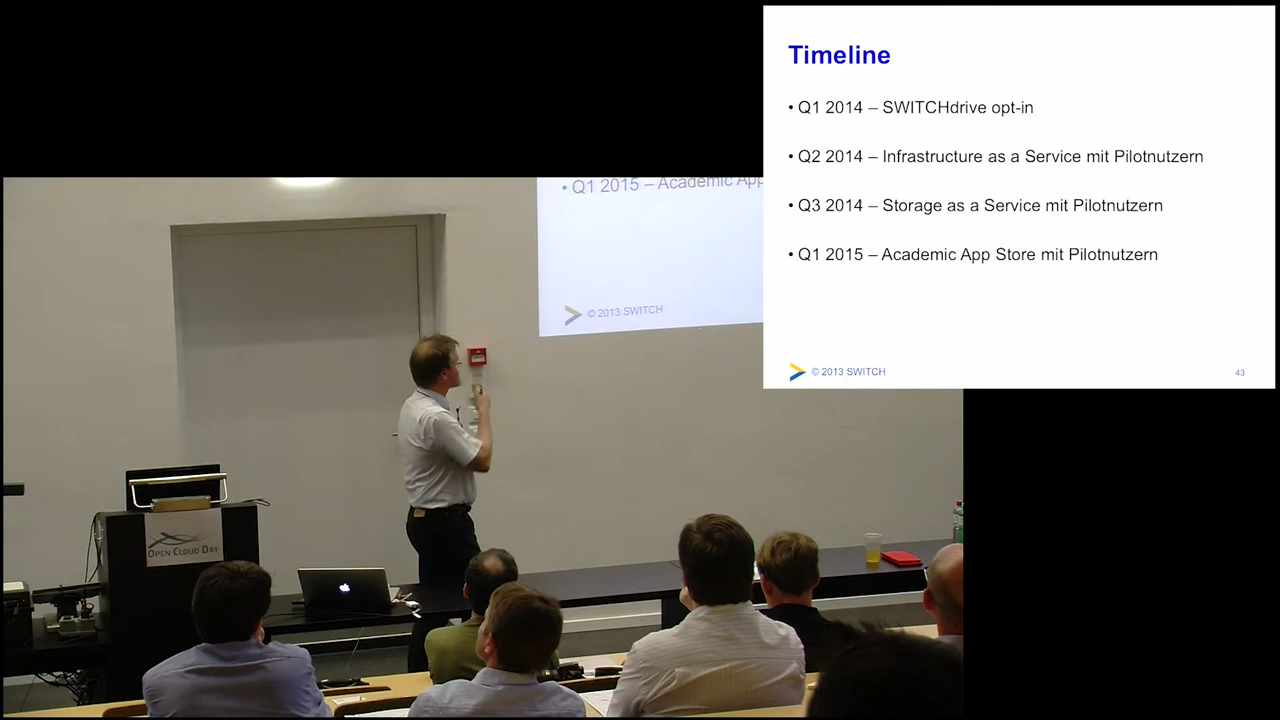 Timeline
• Q1 2014 – SWITCHdrive opt-in
• Q2 2014 – Infrastructure as a Service mit Pilotnutzern
• Q3 2014 – Storage as a Service mit Pilotnutzern
• Q1 2015 – Academic App Store mit Pilotnutzern
© 2013 SWITCH
43
• Q1 2015 – Academic App
© 2013 SWITCH
OPEN CLOUD DAY